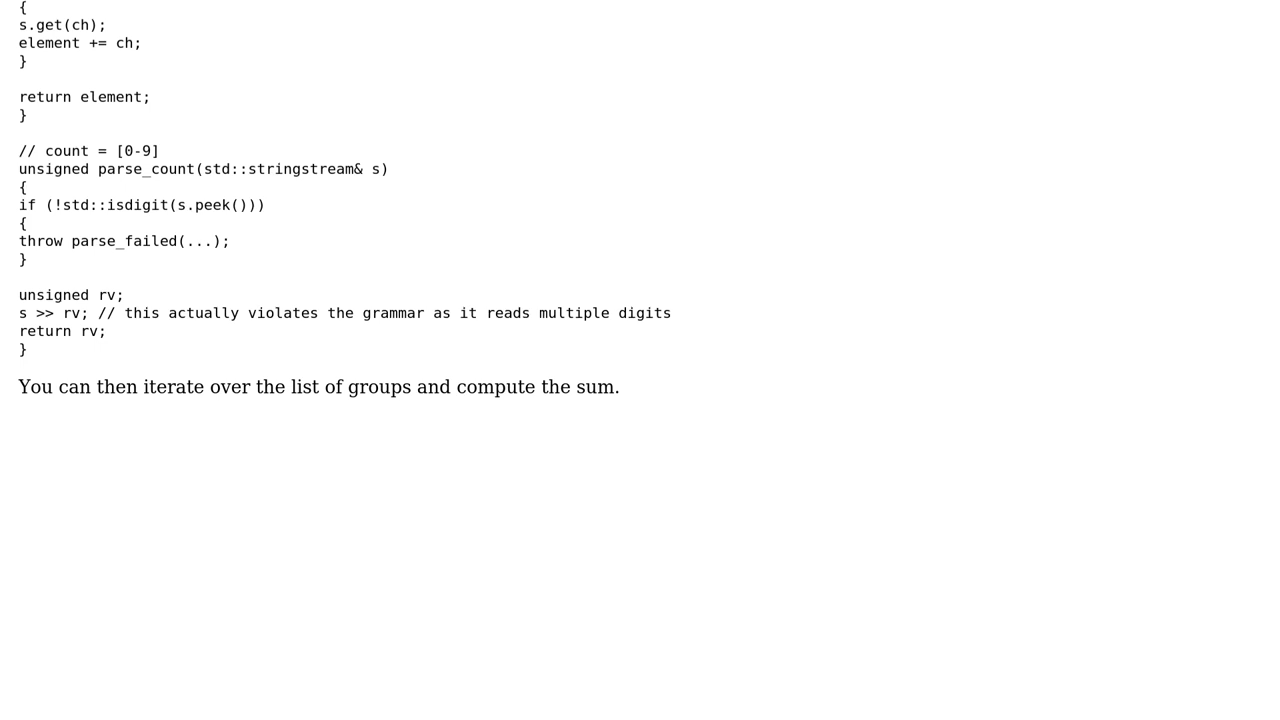 {
s.get(ch);
element += ch;
}

return element;
}

// count = [0-9]
unsigned parse_count(std::stringstream& s)
{
if (!std::isdigit(s.peek()))
{
throw parse_failed(...);
}

unsigned rv;
s >> rv; // this actually violates the grammar as it reads multiple digits
return rv;
}

You can then iterate over the list of groups and compute the sum.